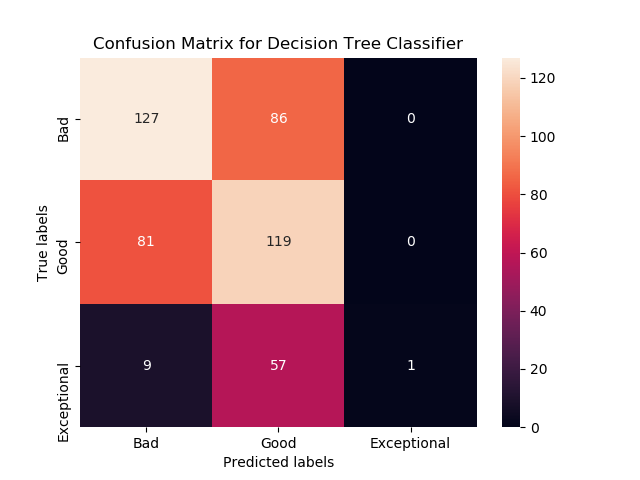 Confusion Matrix for Decision Tree Classifier
True labels
Bad
127 86 0
Good
81 119 0
Exceptional
9 57 1
Bad Good Exceptional
Predicted labels
120
100
80
60
40
20
0